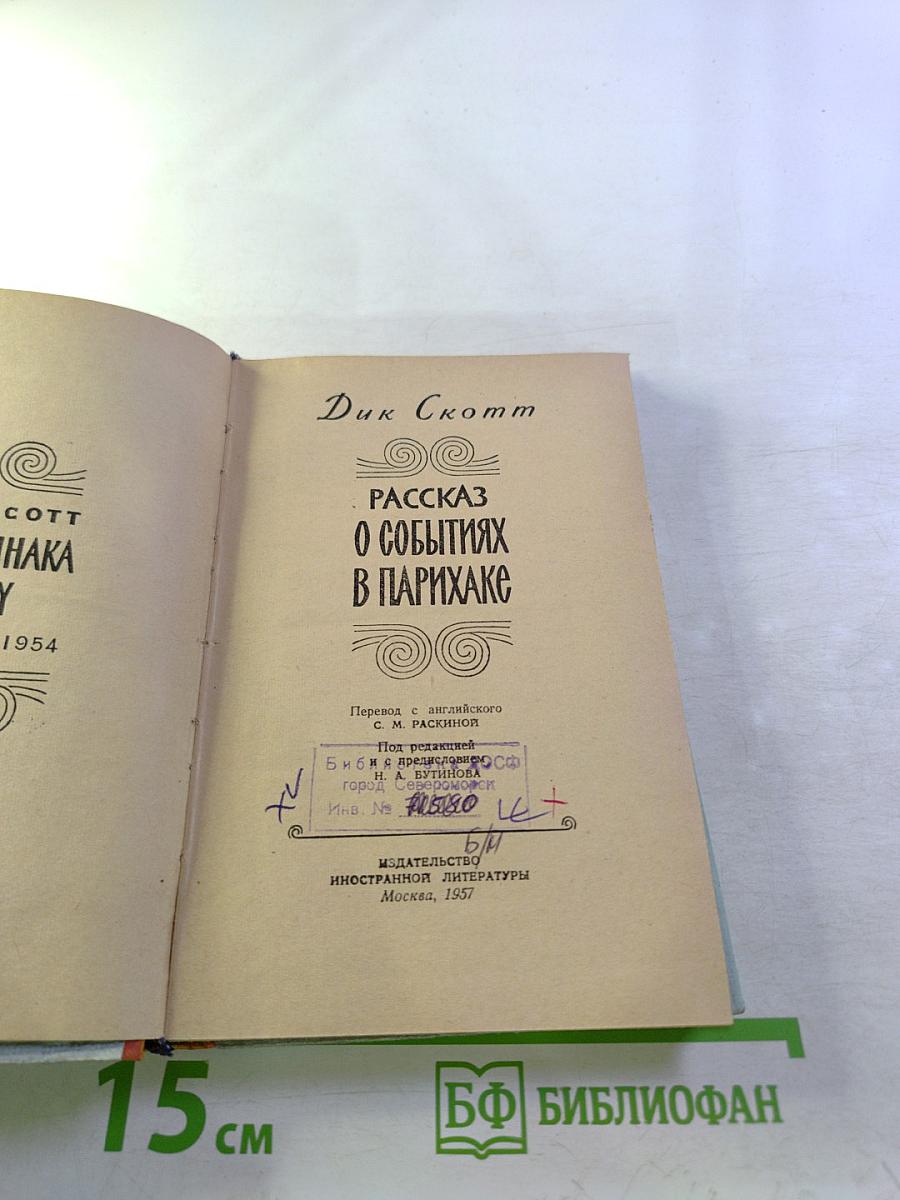 СОТТ
1954
Дик Скотт
РАССКАЗ
О СОБЫТИЯХ
В ПАРИХАКЕ
Перевод с английского
С. М. РАСКИНОЙ
Под редакцией
и с предисловием
Н. А. БУТИНОВА
город Североморск
Инв. №
Б/И
ИЗДАТЕЛЬСТВО
ИНОСТРАННОЙ ЛИТЕРАТУРЫ
Москва, 1957
15 см
БФ БИБЛИОФАН